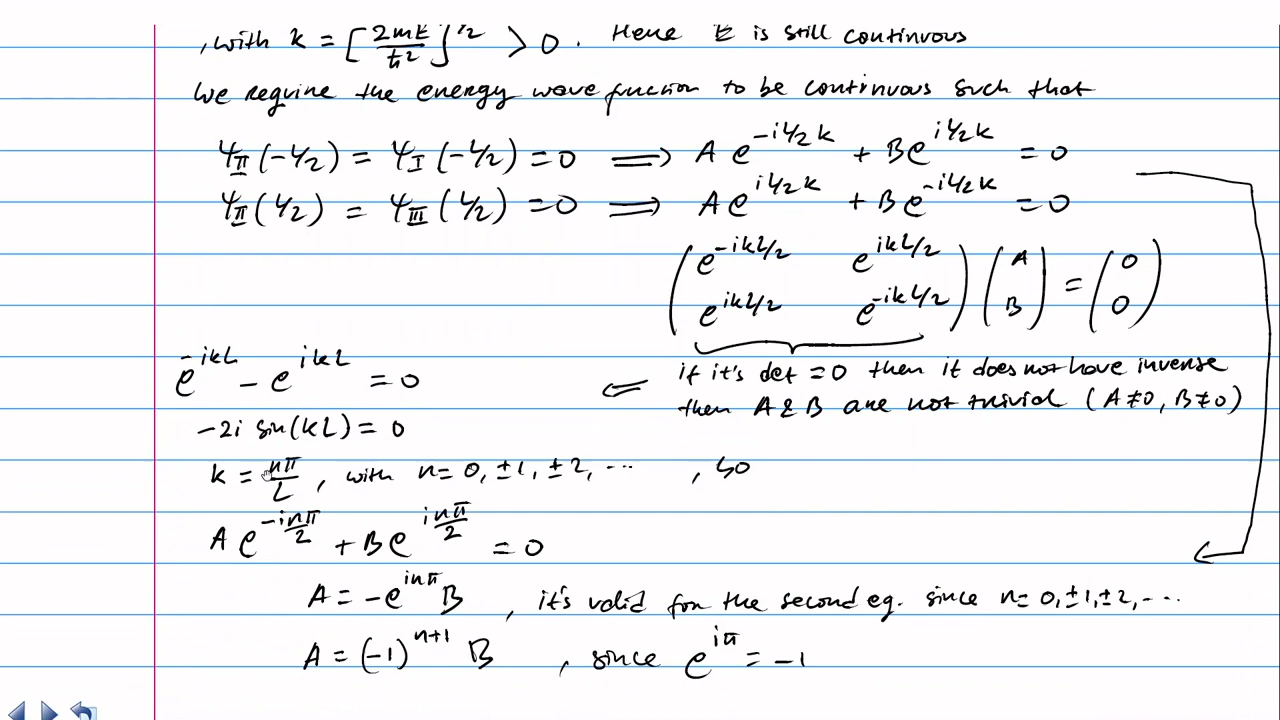 , with k = [2mE/ħ²]^1/2 > 0 . Hence E is still continuous
We require the energy wave function to be continuous such that
Ψ_II(-L/2) = Ψ_I(-L/2) = 0 ⟹ A e^{-iL/2 k} + B e^{iL/2 k} = 0
Ψ_II(L/2) = Ψ_III(L/2) = 0 ⟹ A e^{iL/2 k} + B e^{-iL/2 k} = 0
( e^{-ikL/2} e^{ikL/2} ) ( A ) = ( 0 )
( e^{ikL/2} e^{-ikL/2} ) ( B ) ( 0 )
e^{-ikL} - e^{ikL} = 0 ⟸ if it's det = 0 then it does not have inverse
then A & B are not trivial (A≠0, B≠0)
-2i sin(kL) = 0
k = nπ/L , with n = 0, ±1, ±2, ... , so
A e^{-inπ/2} + B e^{inπ/2} = 0
A = -e^{inπ} B , it's valid for the second eq. since n = 0, ±1, ±2, ...
A = (-1)^{n+1} B , since e^{iπ} = -1